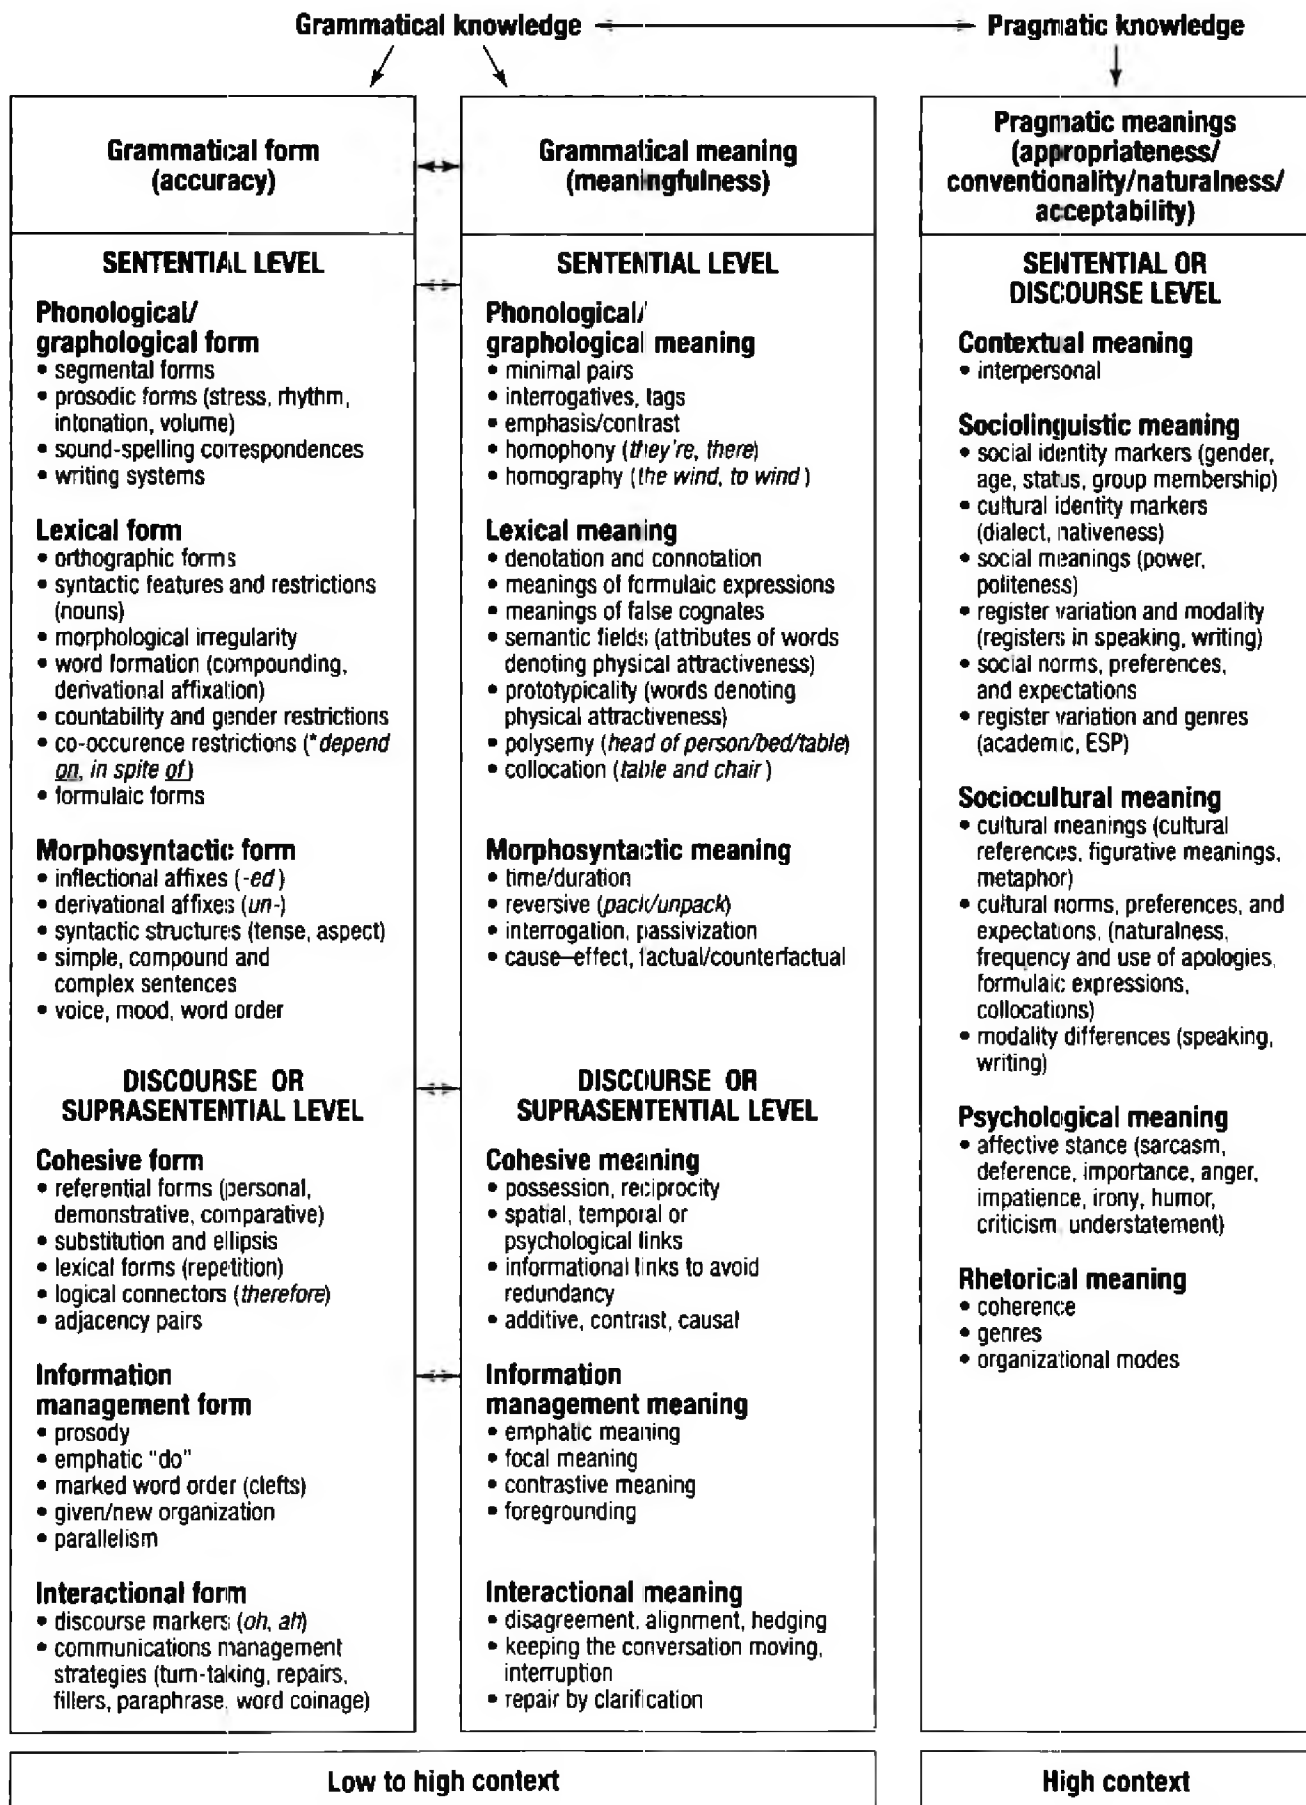 Grammatical knowledge
Pragmatic knowledge
Grammatical form
(accuracy)
SENTENTIAL LEVEL
Phonological/
graphological form
• segmental forms
• prosodic forms (stress, rhythm,
intonation, volume)
• sound-spelling correspondences
• writing systems
Lexical form
• orthographic forms
• syntactic features and restrictions
(nouns)
• morphological irregularity
• word formation (compounding,
derivational affixation)
• countability and gender restrictions
• co-occurence restrictions (*depend
on, in spite of)
• formulaic forms
Morphosyntactic form
• inflectional affixes (-ed)
• derivational affixes (un-)
• syntactic structures (tense, aspect)
• simple, compound and
complex sentences
• voice, mood, word order
DISCOURSE OR
SUPRASENTENTIAL LEVEL
Cohesive form
• referential forms (personal,
demonstrative, comparative)
• substitution and ellipsis
• lexical forms (repetition)
• logical connectors (therefore)
• adjacency pairs
Information
management form
• prosody
• emphatic "do"
• marked word order (clefts)
• given/new organization
• parallelism
Interactional form
• discourse markers (oh, ah)
• communications management
strategies (turn-taking, repairs,
fillers, paraphrase, word coinage)
Grammatical meaning
(meaningfulness)
SENTENTIAL LEVEL
Phonological/
graphological meaning
• minimal pairs
• interrogatives, tags
• emphasis/contrast
• homophony (they're, there)
• homography (the wind, to wind)
Lexical meaning
• denotation and connotation
• meanings of formulaic expressions
• meanings of false cognates
• semantic fields (attributes of words
denoting physical attractiveness)
• prototypicality (words denoting
physical attractiveness)
• polysemy (head of person/bed/table)
• collocation (table and chair)
Morphosyntactic meaning
• time/duration
• reversive (pack/unpack)
• interrogation, passivization
• cause–effect, factual/counterfactual
DISCOURSE OR
SUPRASENTENTIAL LEVEL
Cohesive meaning
• possession, reciprocity
• spatial, temporal or
psychological links
• informational links to avoid
redundancy
• additive, contrast, causal
Information
management meaning
• emphatic meaning
• focal meaning
• contrastive meaning
• foregrounding
Interactional meaning
• disagreement, alignment, hedging
• keeping the conversation moving,
interruption
• repair by clarification
Pragmatic meanings
(appropriateness/
conventionality/naturalness/
acceptability)
SENTENTIAL OR
DISCOURSE LEVEL
Contextual meaning
• interpersonal
Sociolinguistic meaning
• social identity markers (gender,
age, status, group membership)
• cultural identity markers
(dialect, nativeness)
• social meanings (power,
politeness)
• register variation and modality
(registers in speaking, writing)
• social norms, preferences,
and expectations
• register variation and genres
(academic, ESP)
Sociocultural meaning
• cultural meanings (cultural
references, figurative meanings,
metaphor)
• cultural norms, preferences, and
expectations, (naturalness,
frequency and use of apologies,
formulaic expressions,
collocations)
• modality differences (speaking,
writing)
Psychological meaning
• affective stance (sarcasm,
deference, importance, anger,
impatience, irony, humor,
criticism, understatement)
Rhetorical meaning
• coherence
• genres
• organizational modes
Low to high context
High context